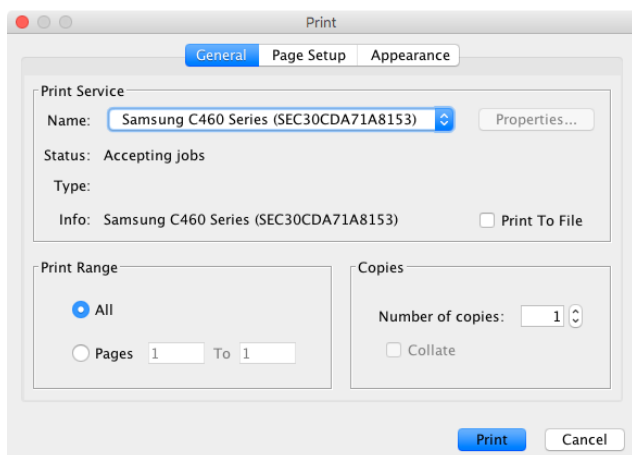 Print
General Page Setup Appearance
Print Service
Name: Samsung C460 Series (SEC30CDA71A8153) Properties...
Status: Accepting jobs
Type:
Info: Samsung C460 Series (SEC30CDA71A8153) Print To File
Print Range
All
Pages 1 To 1
Copies
Number of copies: 1
Collate
Print Cancel